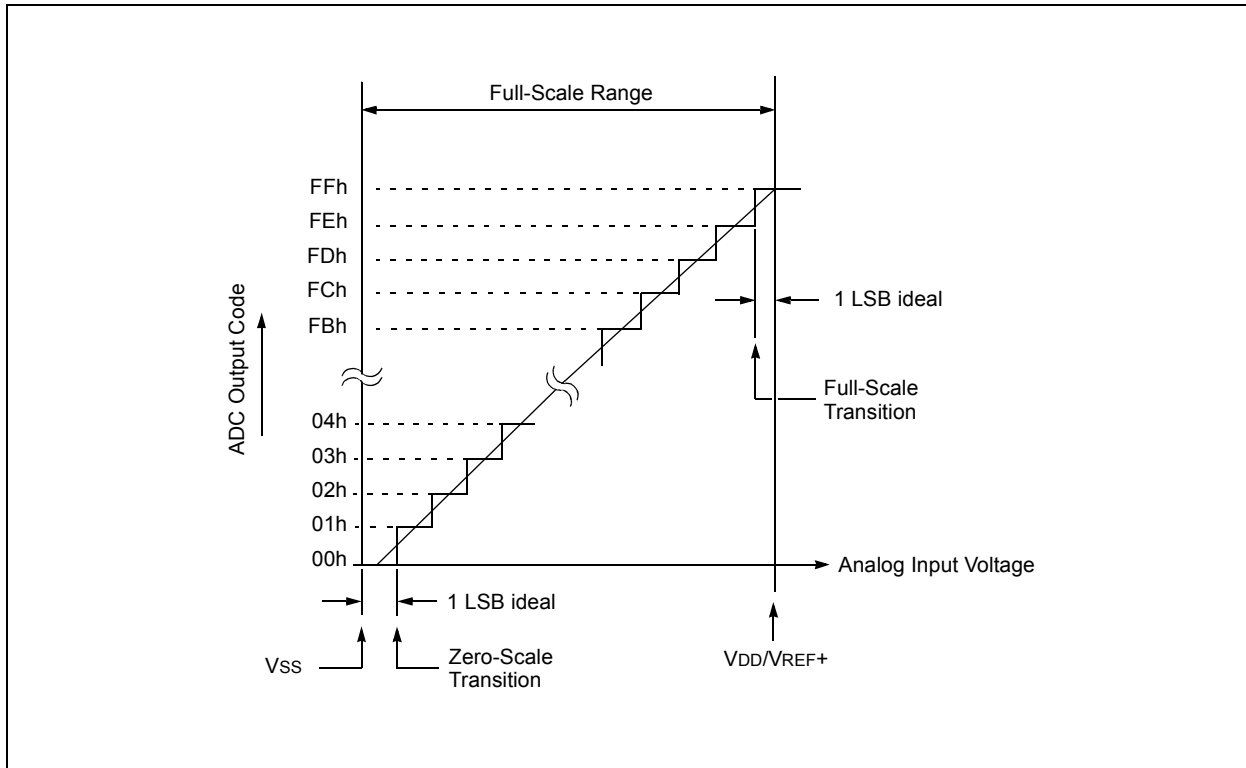 Full-Scale Range
FFh
FEh
FDh
FCh
FBh
1 LSB ideal
ADC Output Code
Full-Scale
Transition
04h
03h
02h
01h
00h
Analog Input Voltage
1 LSB ideal
VSS
Zero-Scale
Transition
VDD/VREF+